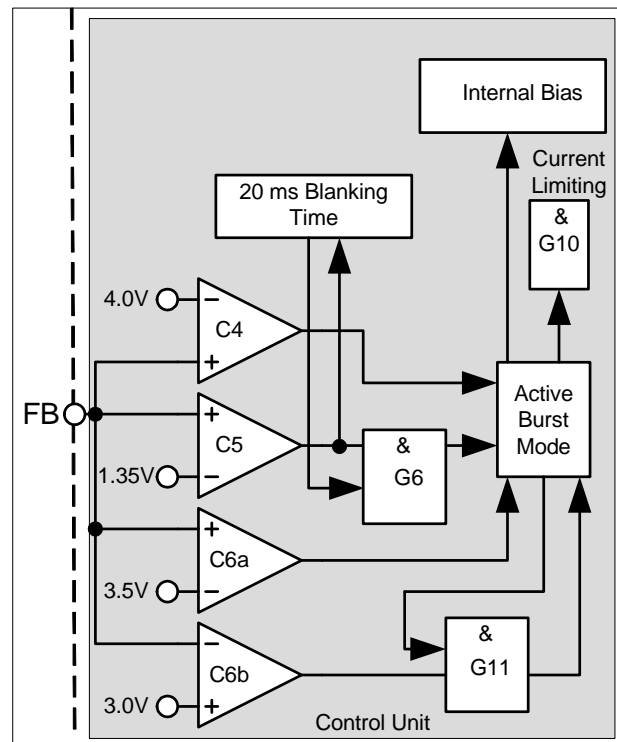 Internal Bias
Current
Limiting
20 ms Blanking
Time
&
G10
4.0V
−
C4
+
FB
+
C5
−
1.35V
&
G6
Active
Burst
Mode
+
C6a
−
3.5V
−
C6b
+
3.0V
&
G11
Control Unit